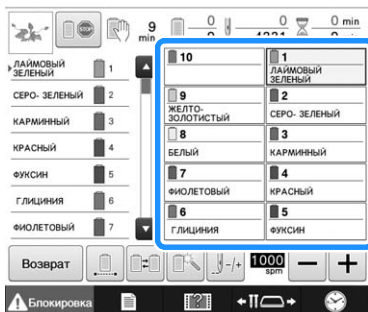 9 min
0
0
0 min
ЛАЙМОВЫЙ ЗЕЛЕНЫЙ 1
СЕРО- ЗЕЛЕНЫЙ 2
КАРМИННЫЙ 3
КРАСНЫЙ 4
ФУКСИН 5
ГЛИЦИНИЯ 6
ФИОЛЕТОВЫЙ 7
10
1
ЛАЙМОВЫЙ
ЗЕЛЕНЫЙ
9
ЖЕЛТО-
ЗОЛОТИСТЫЙ
2
СЕРО- ЗЕЛЕНЫЙ
8
БЕЛЫЙ
3
КАРМИННЫЙ
7
ФИОЛЕТОВЫЙ
4
КРАСНЫЙ
6
ГЛИЦИНИЯ
5
ФУКСИН
Возврат
-/+
1000
spm
Блокировка